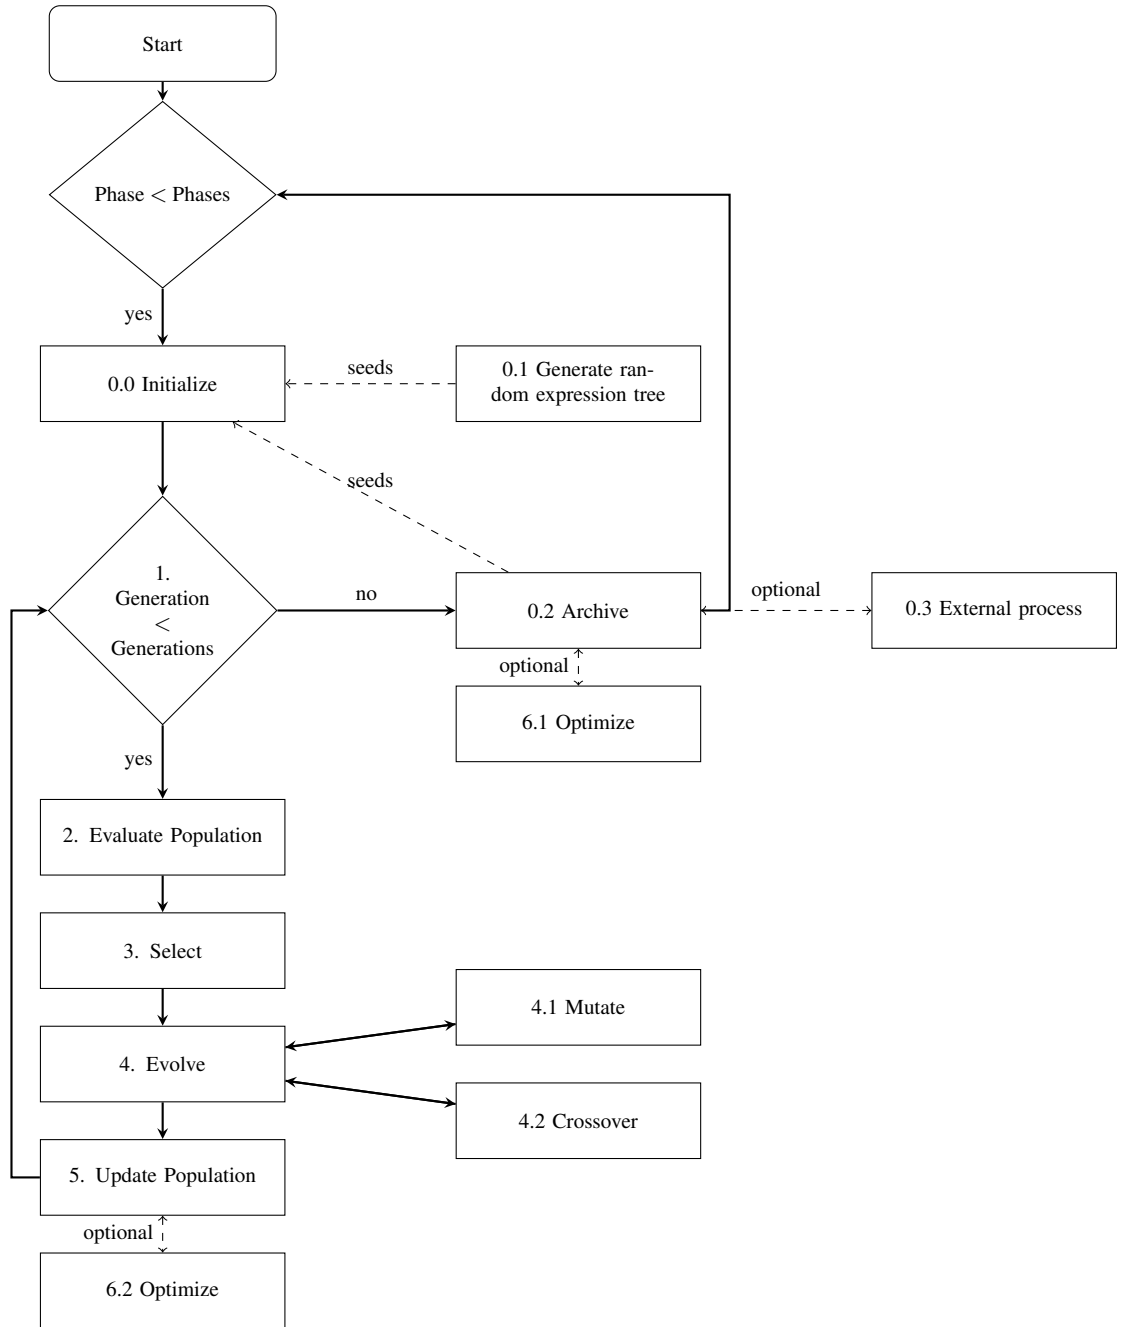 Start
Phase < Phases
yes
0.0 Initialize
seeds
0.1 Generate ran-
dom expression tree
seeds
1.
Generation
<
Generations
no
0.2 Archive
optional
0.3 External process
optional
6.1 Optimize
yes
2. Evaluate Population
3. Select
4. Evolve
4.1 Mutate
4.2 Crossover
5. Update Population
optional
6.2 Optimize